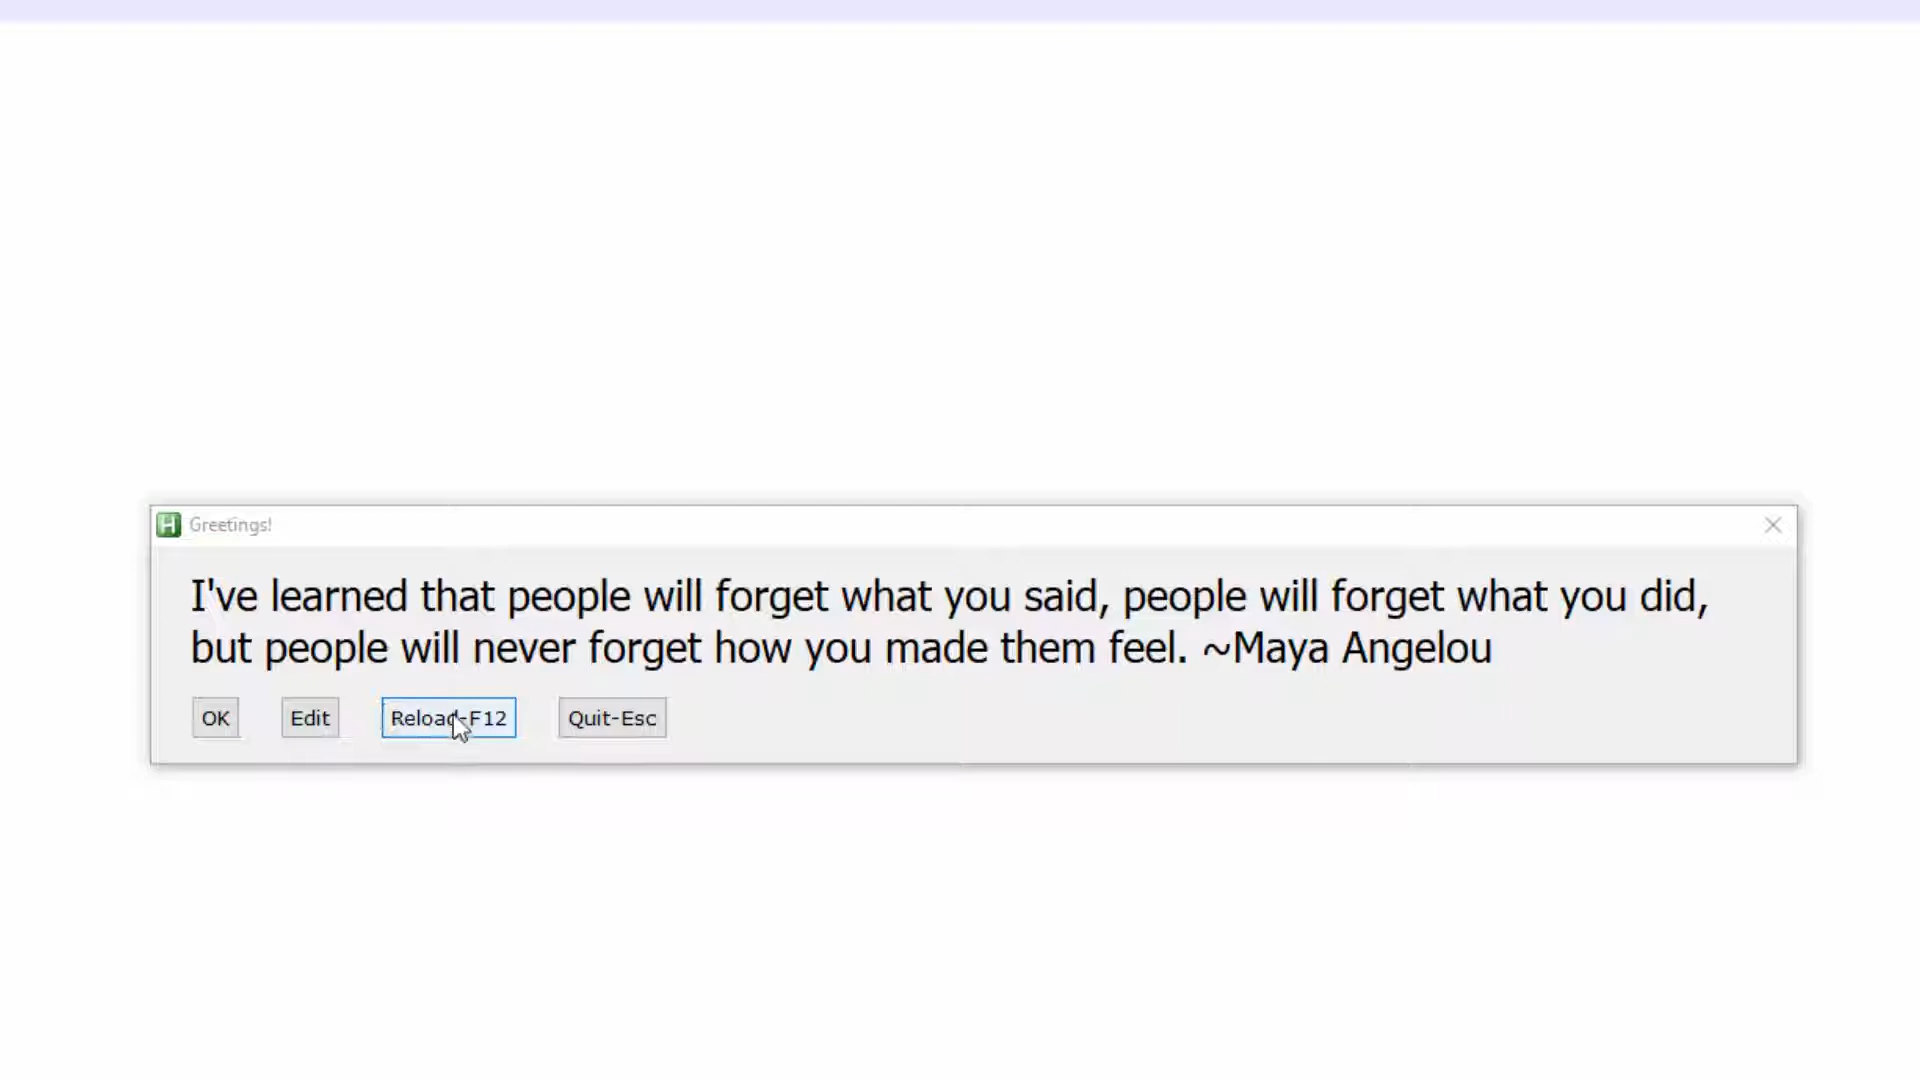 Greetings!
I've learned that people will forget what you said, people will forget what you did,
but people will never forget how you made them feel. ~Maya Angelou
OK Edit Reload-F12 Quit-Esc